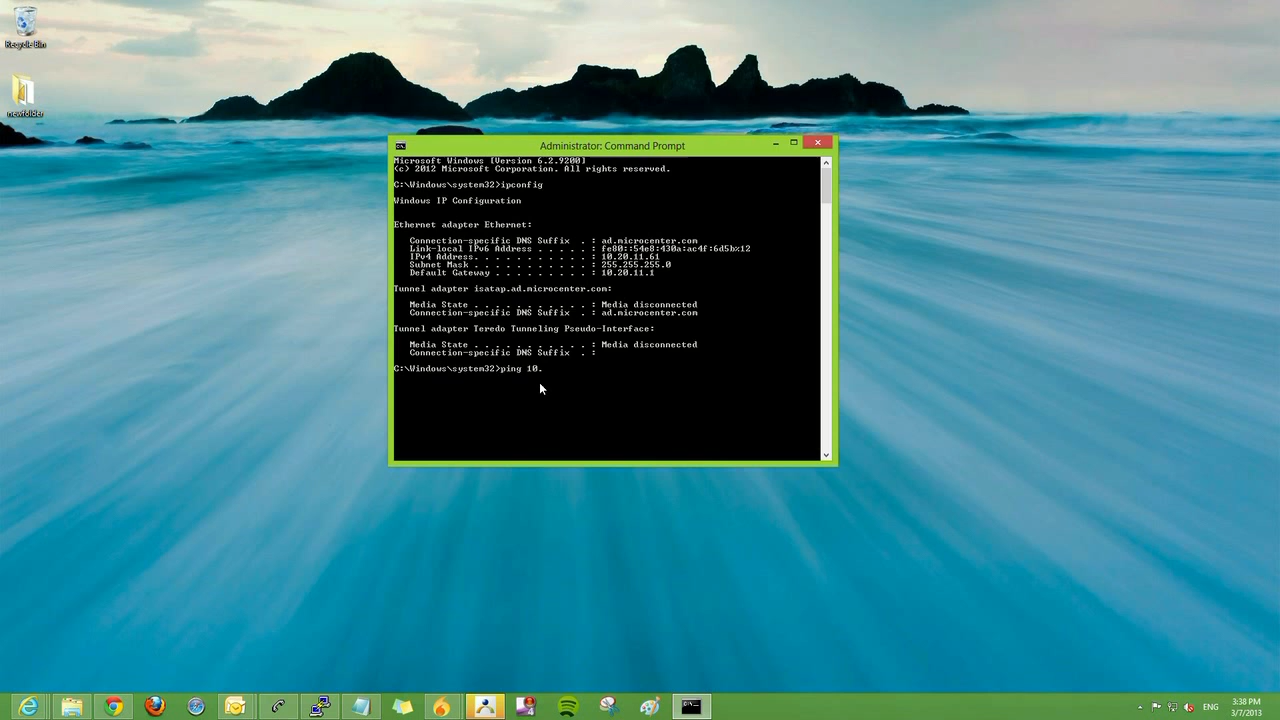 Recycle Bin
newfolder
Administrator: Command Prompt
Microsoft Windows [Version 6.2.9200]
(c) 2012 Microsoft Corporation. All rights reserved.
C:\Windows\system32>ipconfig
Windows IP Configuration
Ethernet adapter Ethernet:
Connection-specific DNS Suffix . : ad.microcenter.com
Link-local IPv6 Address . . . . . : fe80::54e8:430a:ac4f:6d5b%12
IPv4 Address. . . . . . . . . . . : 10.20.11.61
Subnet Mask . . . . . . . . . . . : 255.255.255.0
Default Gateway . . . . . . . . . : 10.20.11.1
Tunnel adapter isatap.ad.microcenter.com:
Media State . . . . . . . . . . . : Media disconnected
Connection-specific DNS Suffix . : ad.microcenter.com
Tunnel adapter Teredo Tunneling Pseudo-Interface:
Media State . . . . . . . . . . . : Media disconnected
Connection-specific DNS Suffix . :
C:\Windows\system32>ping 10.
ENG
3:38 PM
3/7/2013